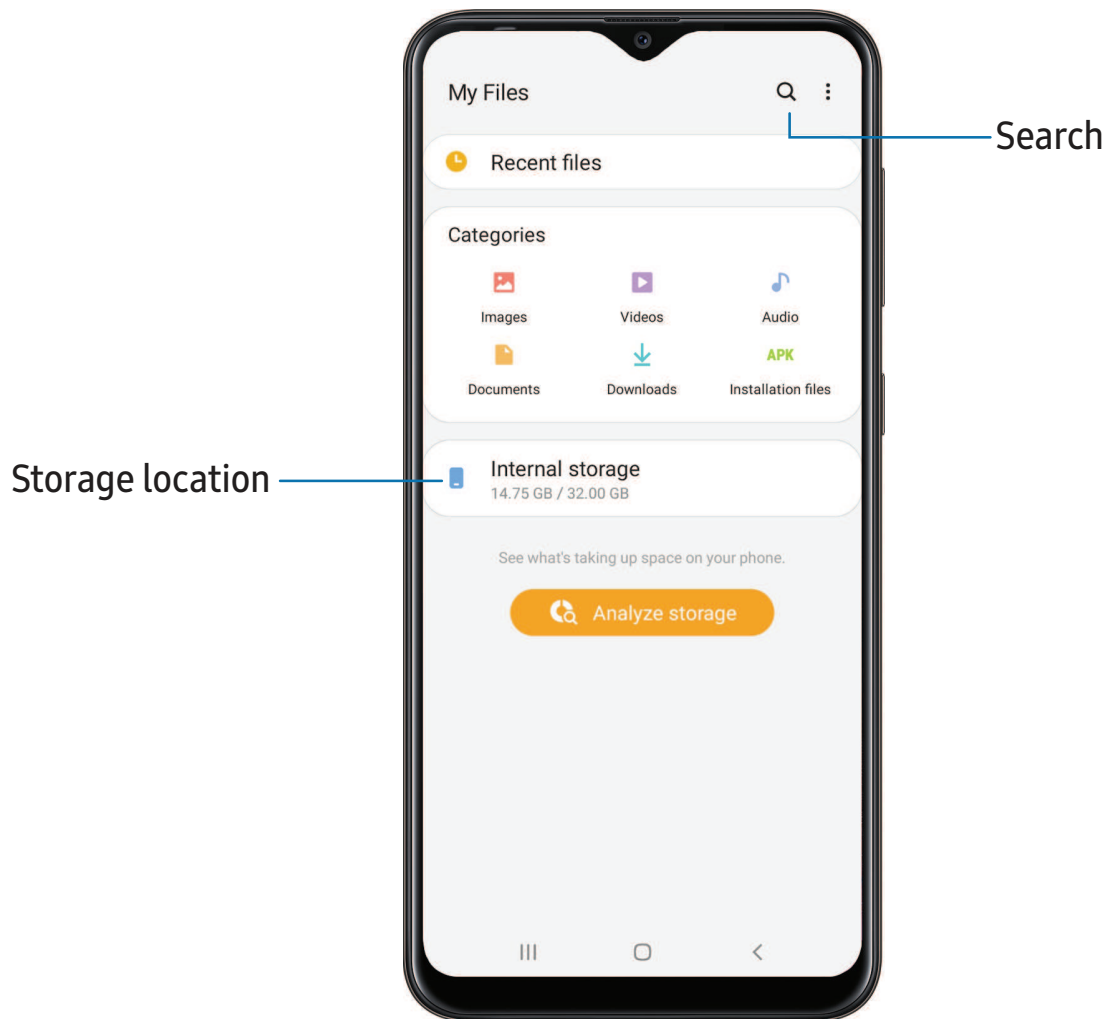 My Files
Search
Recent files
Categories
Images Videos Audio
APK
Documents Downloads Installation files
Storage location
Internal storage
14.75 GB / 32.00 GB
See what's taking up space on your phone.
Analyze storage